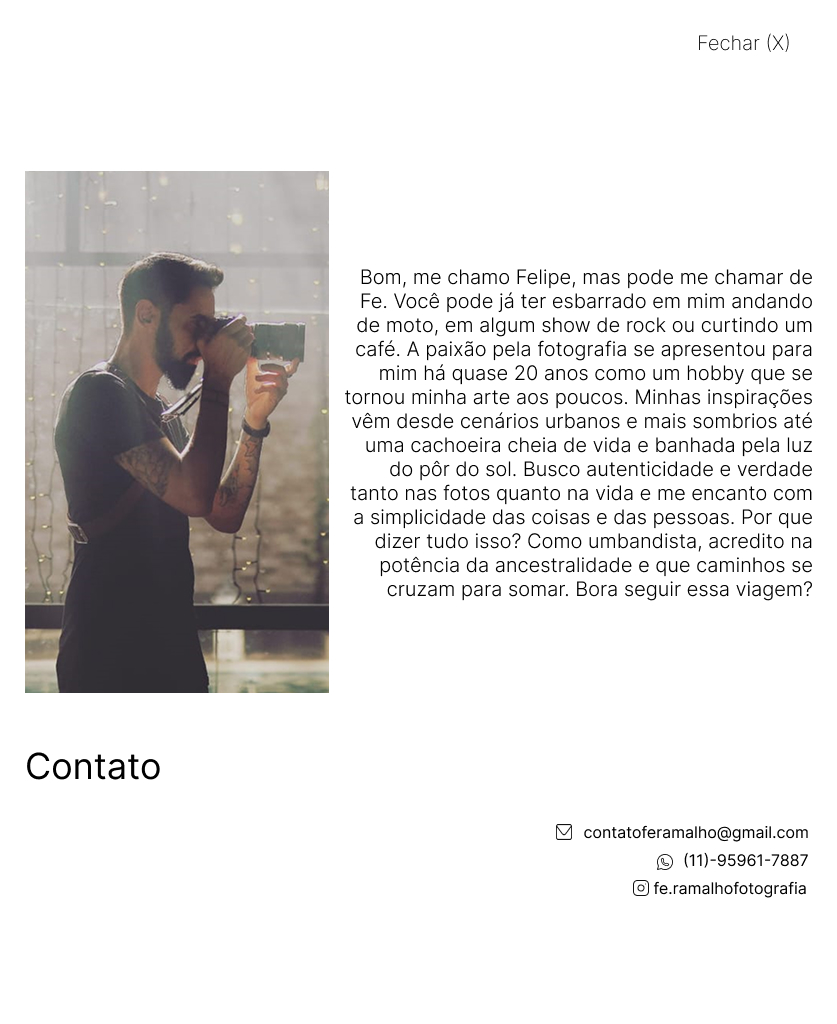 Fechar (X)
Bom, me chamo Felipe, mas pode me chamar de
Fe. Você pode já ter esbarrado em mim andando
de moto, em algum show de rock ou curtindo um
café. A paixão pela fotografia se apresentou para
mim há quase 20 anos como um hobby que se
tornou minha arte aos poucos. Minhas inspirações
vêm desde cenários urbanos e mais sombrios até
uma cachoeira cheia de vida e banhada pela luz
do pôr do sol. Busco autenticidade e verdade
tanto nas fotos quanto na vida e me encanto com
a simplicidade das coisas e das pessoas. Por que
dizer tudo isso? Como umbandista, acredito na
potência da ancestralidade e que caminhos se
cruzam para somar. Bora seguir essa viagem?
Contato
contatoferamalho@gmail.com
(11)-95961-7887
fe.ramalhofotografia